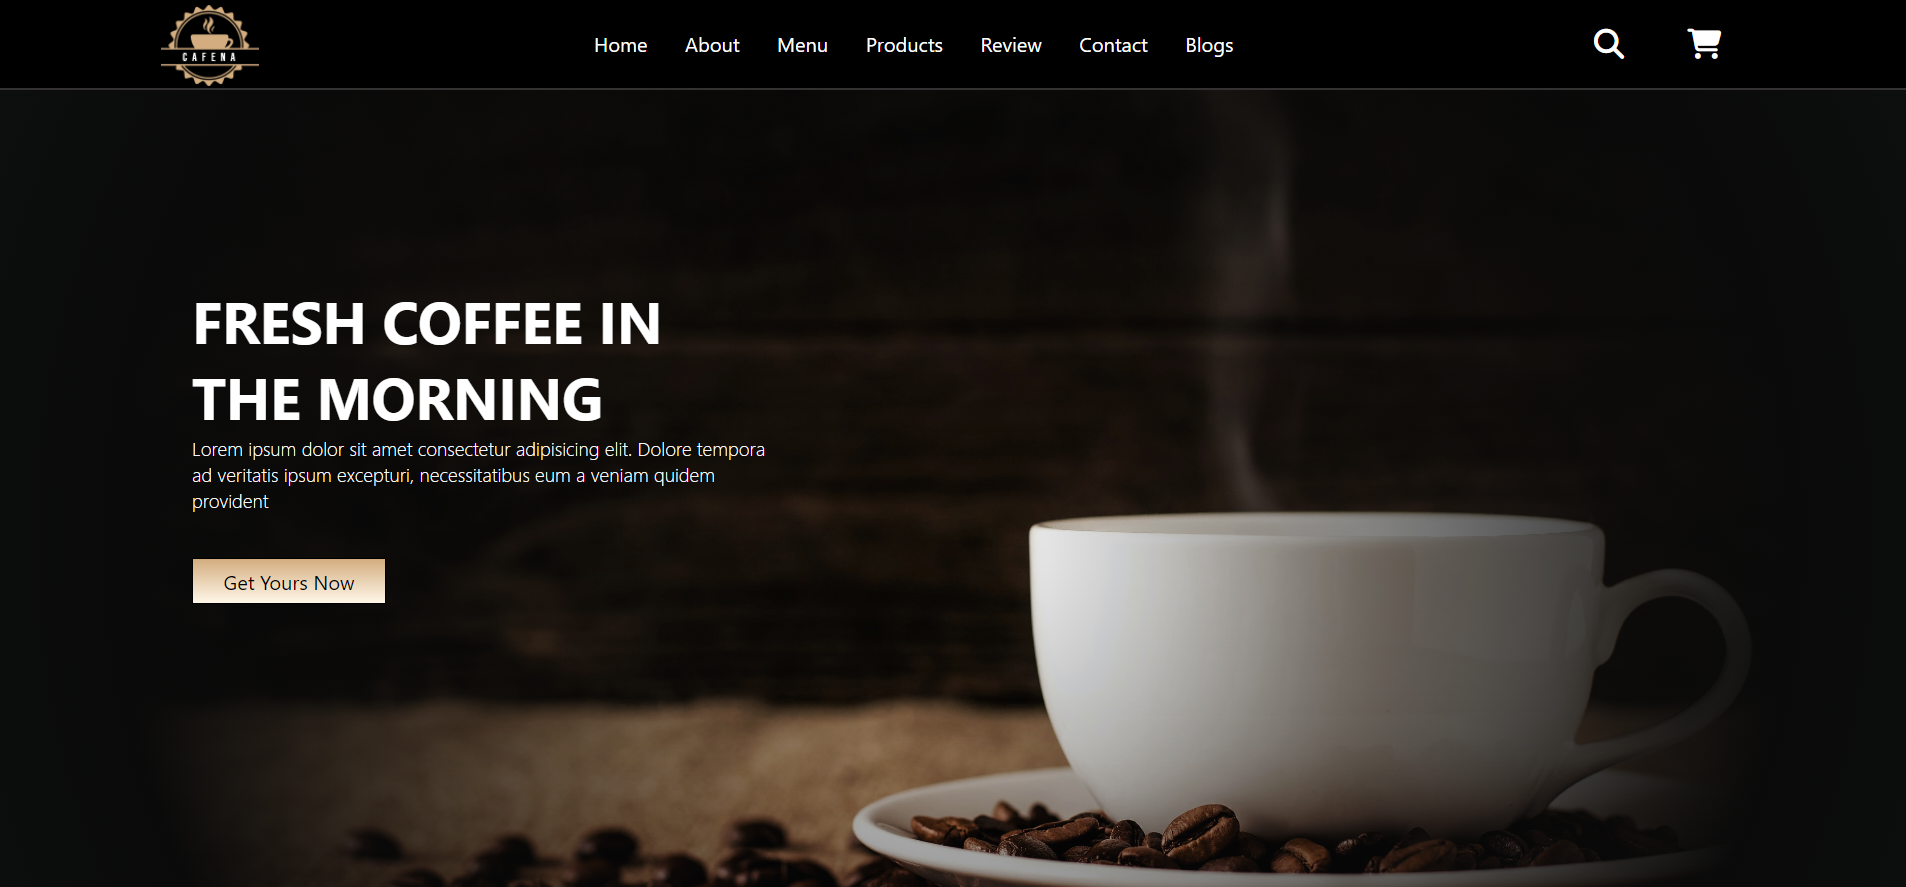 CAFENA
Home About Menu Products Review Contact Blogs
FRESH COFFEE IN
THE MORNING
Lorem ipsum dolor sit amet consectetur adipisicing elit. Dolore tempora
ad veritatis ipsum excepturi, necessitatibus eum a veniam quidem
provident
Get Yours Now